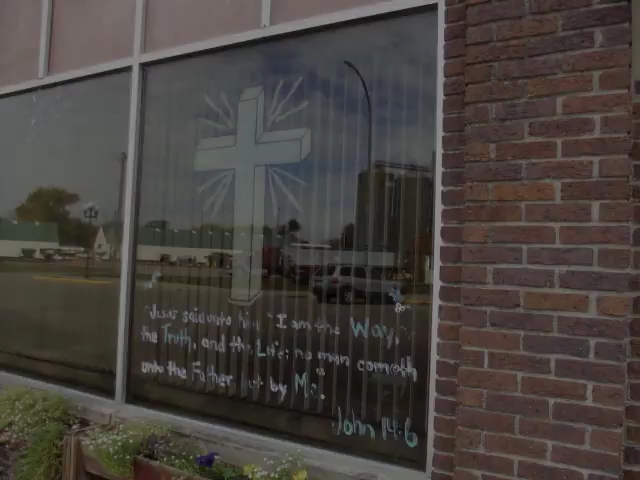 "Jesus said unto him "I am the Way,
the Truth, and the Life: no man cometh
unto the Father, but by Me."
John 14:6